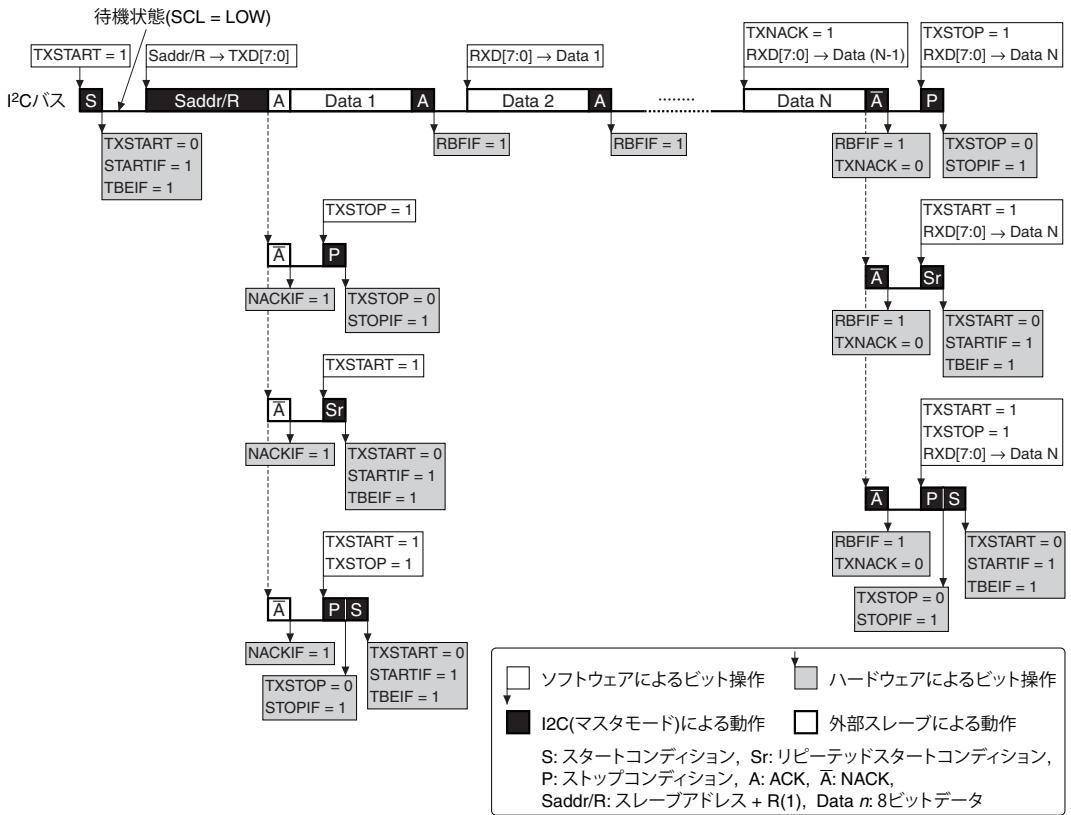 待機状態(SCL = LOW)
TXSTART = 1
Saddr/R → TXD[7:0]
RXD[7:0] → Data 1
TXNACK = 1
RXD[7:0] → Data (N-1)
TXSTOP = 1
RXD[7:0] → Data N
I²Cバス
S
Saddr/R
A
Data 1
A
Data 2
A
........
Data N
A̅
P
TXSTART = 0
STARTIF = 1
TBEIF = 1
RBFIF = 1
RBFIF = 1
RBFIF = 1
TXNACK = 0
TXSTOP = 0
STOPIF = 1
TXSTOP = 1
A̅
P
NACKIF = 1
TXSTOP = 0
STOPIF = 1
TXSTART = 1
RXD[7:0] → Data N
A̅
Sr
RBFIF = 1
TXNACK = 0
TXSTART = 0
STARTIF = 1
TBEIF = 1
TXSTART = 1
A̅
Sr
NACKIF = 1
TXSTART = 0
STARTIF = 1
TBEIF = 1
TXSTART = 1
TXSTOP = 1
RXD[7:0] → Data N
A̅
P
S
RBFIF = 1
TXNACK = 0
TXSTOP = 0
STOPIF = 1
TXSTART = 0
STARTIF = 1
TBEIF = 1
TXSTART = 1
TXSTOP = 1
A̅
P
S
NACKIF = 1
TXSTOP = 0
STOPIF = 1
TXSTART = 0
STARTIF = 1
TBEIF = 1
ソフトウェアによるビット操作
ハードウェアによるビット操作
I2C(マスタモード)による動作
外部スレーブによる動作
S: スタートコンディション, Sr: リピーテッドスタートコンディション,
P: ストップコンディション, A: ACK, A̅: NACK,
Saddr/R: スレーブアドレス + R(1), Data n: 8ビットデータ